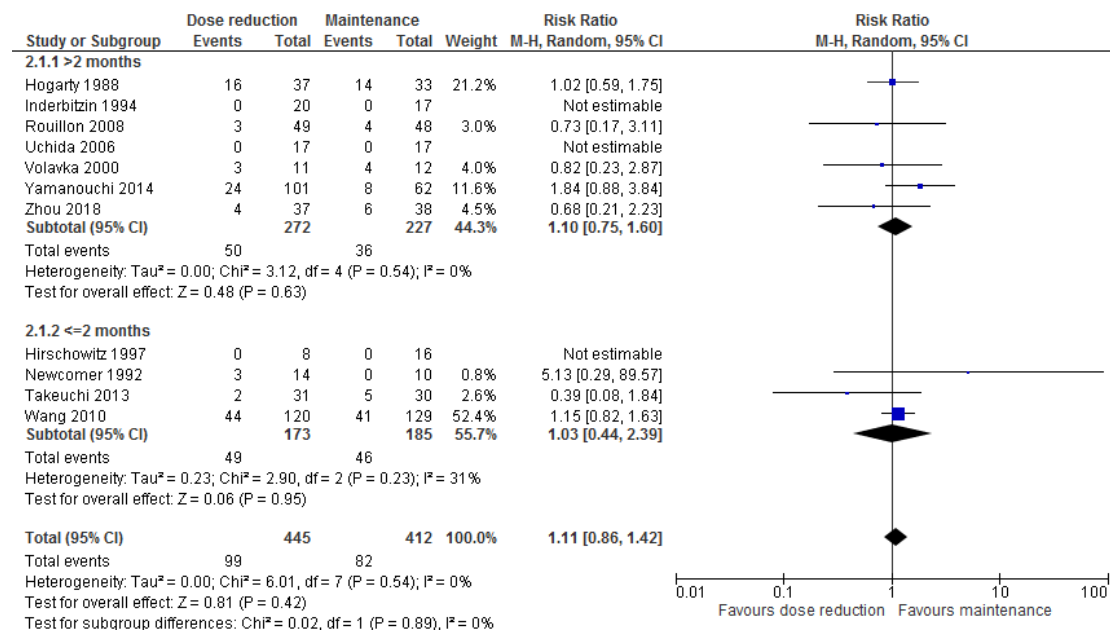 Dose reduction Maintenance Risk Ratio Risk Ratio
Study or Subgroup Events Total Events Total Weight M-H, Random, 95% CI M-H, Random, 95% CI
2.1.1 >2 months
Hogarty 1988 16 37 14 33 21.2% 1.02 [0.59, 1.75]
Inderbitzin 1994 0 20 0 17 Not estimable
Rouillon 2008 3 49 4 48 3.0% 0.73 [0.17, 3.11]
Uchida 2006 0 17 0 17 Not estimable
Volavka 2000 3 11 4 12 4.0% 0.82 [0.23, 2.87]
Yamanouchi 2014 24 101 8 62 11.6% 1.84 [0.88, 3.84]
Zhou 2018 4 37 6 38 4.5% 0.68 [0.21, 2.23]
Subtotal (95% CI) 272 227 44.3% 1.10 [0.75, 1.60]
Total events 50 36
Heterogeneity: Tau² = 0.00; Chi² = 3.12, df = 4 (P = 0.54); I² = 0%
Test for overall effect: Z = 0.48 (P = 0.63)
2.1.2 <=2 months
Hirschowitz 1997 0 8 0 16 Not estimable
Newcomer 1992 3 14 0 10 0.8% 5.13 [0.29, 89.57]
Takeuchi 2013 2 31 5 30 2.6% 0.39 [0.08, 1.84]
Wang 2010 44 120 41 129 52.4% 1.15 [0.82, 1.63]
Subtotal (95% CI) 173 185 55.7% 1.03 [0.44, 2.39]
Total events 49 46
Heterogeneity: Tau² = 0.23; Chi² = 2.90, df = 2 (P = 0.23); I² = 31%
Test for overall effect: Z = 0.06 (P = 0.95)
Total (95% CI) 445 412 100.0% 1.11 [0.86, 1.42]
Total events 99 82
Heterogeneity: Tau² = 0.00; Chi² = 6.01, df = 7 (P = 0.54); I² = 0%
Test for overall effect: Z = 0.81 (P = 0.42)
Test for subgroup differences: Chi² = 0.02, df = 1 (P = 0.89), I² = 0%
0.01 0.1 1 10 100
Favours dose reduction Favours maintenance